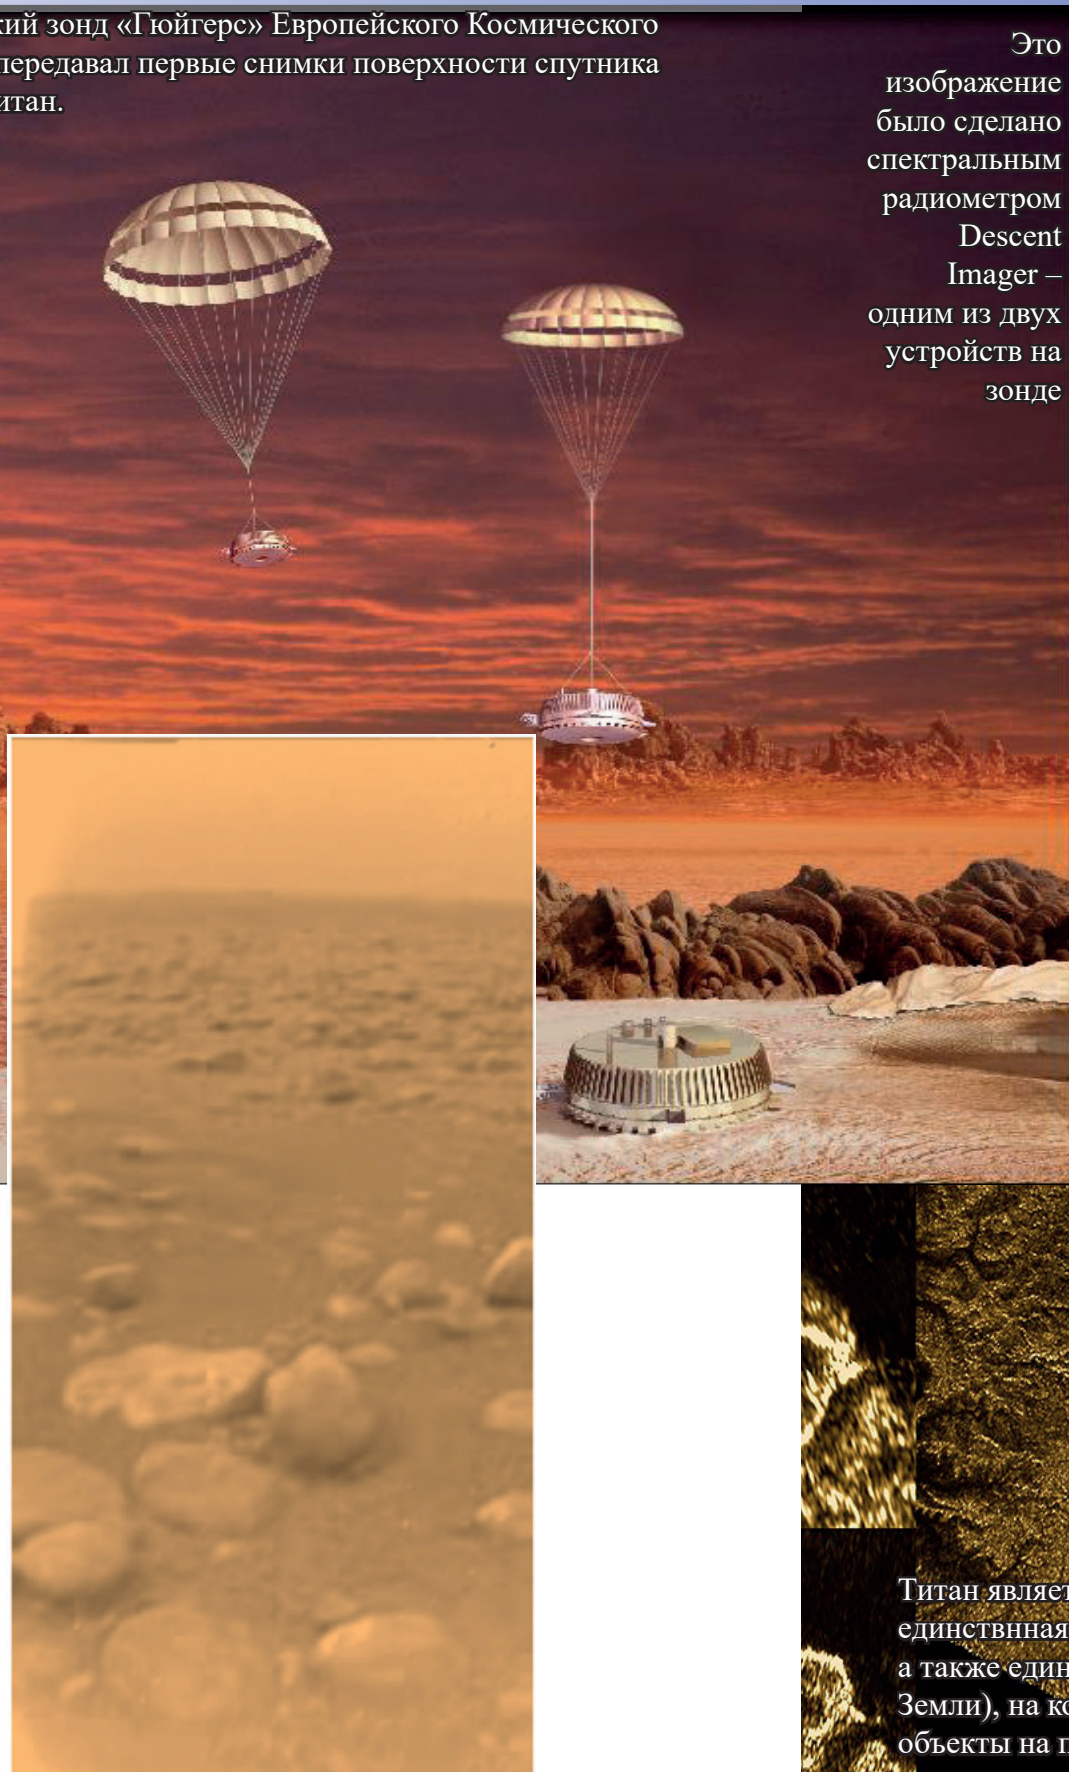 кий зонд «Гюйгерс» Европейского Космического
передавал первые снимки поверхности спутника
итан.
Это
изображение
было сделано
спектральным
радиометром
Descent
Imager –
одним из двух
устройств на
зонде
Титан являет
единствнная
а также един
Земли), на ко
объекты на п